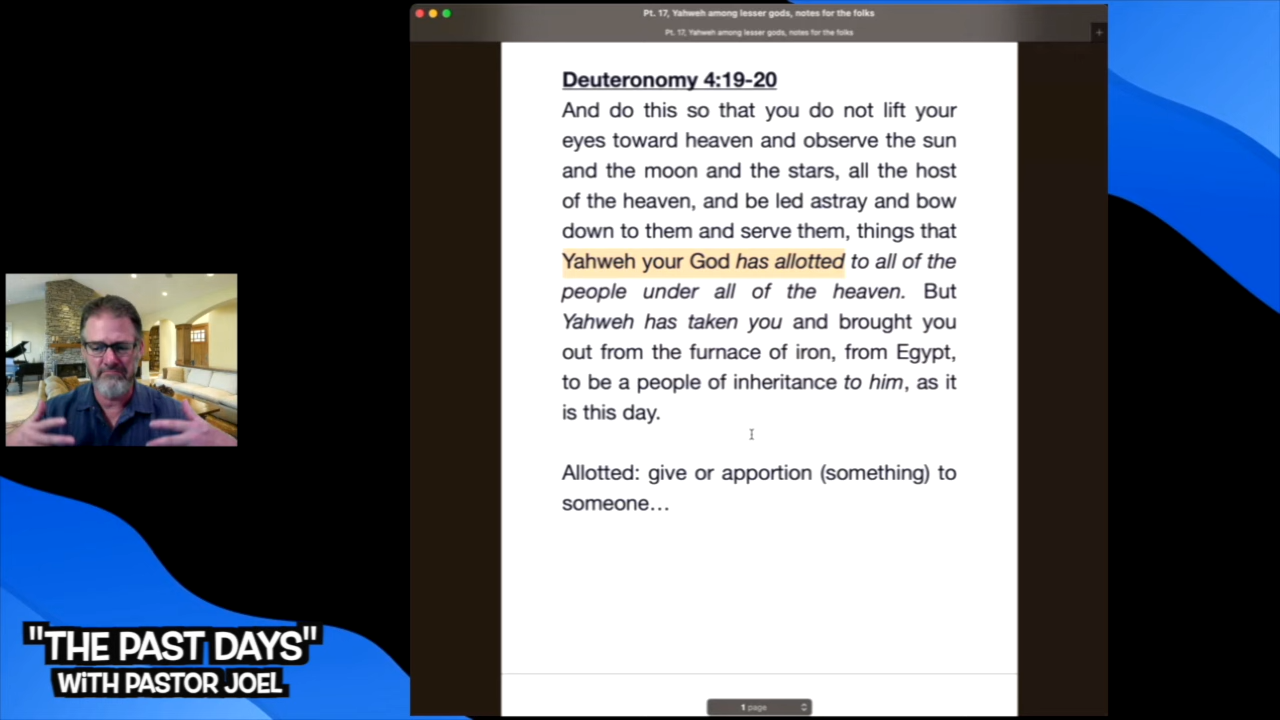 Pt. 17, Yahweh among lesser gods, notes for the folks
Pt. 17, Yahweh among lesser gods, notes for the folks
+
Deuteronomy 4:19-20
And do this so that you do not lift your
eyes toward heaven and observe the sun
and the moon and the stars, all the host
of the heaven, and be led astray and bow
down to them and serve them, things that
Yahweh your God has allotted to all of the
people under all of the heaven. But
Yahweh has taken you and brought you
out from the furnace of iron, from Egypt,
to be a people of inheritance to him, as it
is this day.
Allotted: give or apportion (something) to
someone…
1 page
"THE PAST DAYS"
WiTH PASTOR JOEL